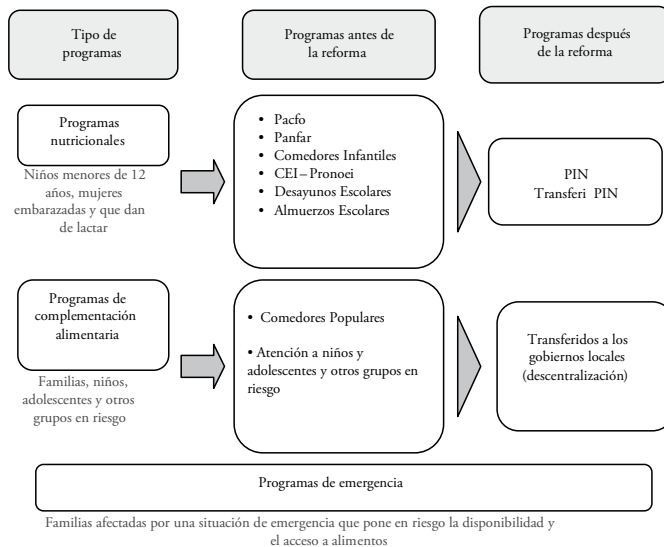 Tipo de
programas
Programas antes de
la reforma
Programas después
de la reforma
Programas
nutricionales
Niños menores de 12
años, mujeres
embarazadas y que dan
de lactar
• Pacfo
• Panfar
• Comedores Infantiles
• CEI – Pronoei
• Desayunos Escolares
• Almuerzos Escolares
PIN
Transferi PIN
Programas de
complementación
alimentaria
Familias, niños,
adolescentes y otros
grupos en riesgo
• Comedores Populares
• Atención a niños y
adolescentes y otros grupos en
riesgo
Transferidos a los
gobiernos locales
(descentralización)
Programas de emergencia
Familias afectadas por una situación de emergencia que pone en riesgo la disponibilidad y
el acceso a alimentos